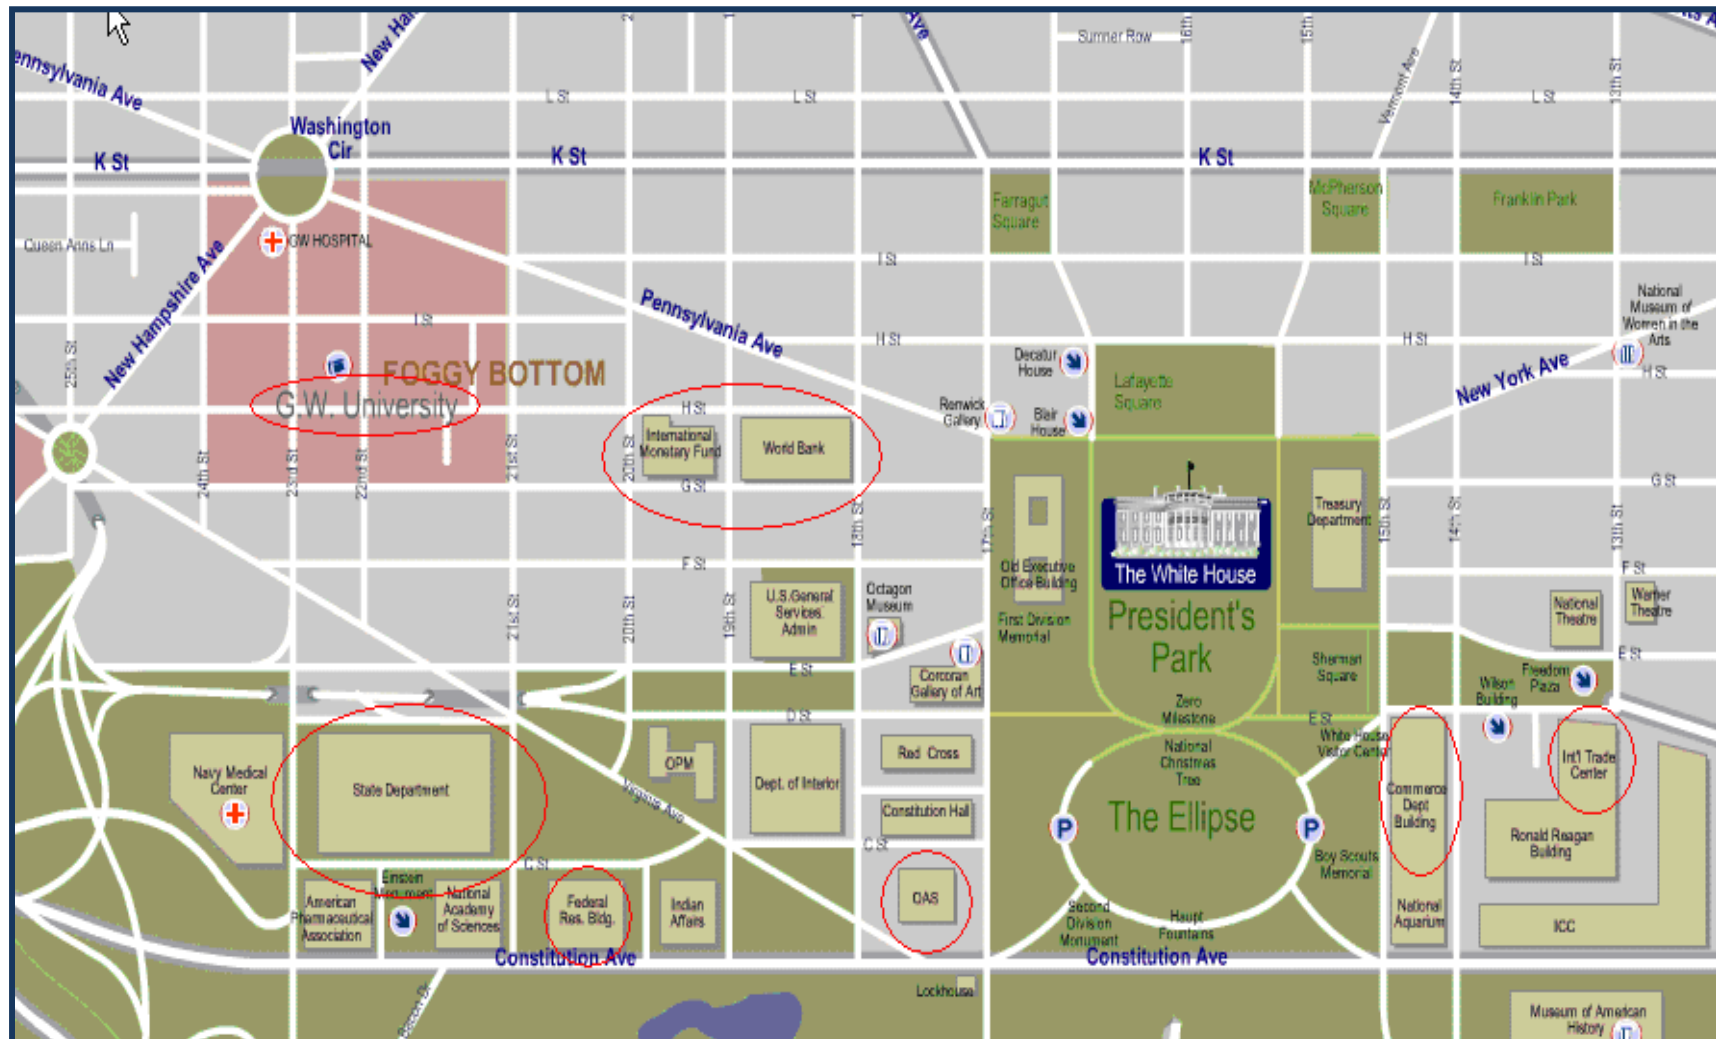 Pennsylvania Ave
New Ha
Ave
Sumner Row
16th
15th
Vermont Ave
14th St
13th St
L St
L St
L St
Washington
Cir
K St
K St
K St
Farragut
Square
McPherson
Square
Franklin Park
Queen Anns Ln
GW HOSPITAL
New Hampshire Ave
I St
I St
I St
Pennsylvania Ave
National
Museum of
Women in the
Arts
H St
H St
H St
New York Ave
25th St
FOGGY BOTTOM
G.W. University
Decatur
House
Lafayette
Square
Renwick
Gallery
Blair
House
H St
International
Monetary Fund
World Bank
G St
G St
24th St
23rd St
22nd St
21st St
20th St
18th St
17th St
15th St
14th St
13th St
Treasury
Department
The White House
Old Executive
Office Building
F St
F St
U.S.General
Services
Admin
Octagon
Museum
First Division
Memorial
President's
Park
National
Theatre
Warner
Theatre
21st St
20th St
19th St
E St
E St
Corcoran
Gallery of Art
Sherman
Square
Freedom
Plaza
Wilson
Building
Zero
Milestone
E St
D St
White House
Visitor Center
National
Christmas
Tree
Navy Medical
Center
State Department
OPM
Dept. of Interior
Red Cross
Int'l Trade
Center
Virginia Ave
Constitution Hall
The Ellipse
P
P
Commerce
Dept
Building
Ronald Reagan
Building
C St
C St
Boy Scouts
Memorial
Einstein
Monument
American
Pharmaceutical
Association
National
Academy
of Sciences
Federal
Res. Bldg.
Indian
Affairs
OAS
Second
Division
Monument
Haupt
Fountains
National
Aquarium
ICC
Constitution Ave
Constitution Ave
Lockhouse
Bacon Dr
Museum of American
History